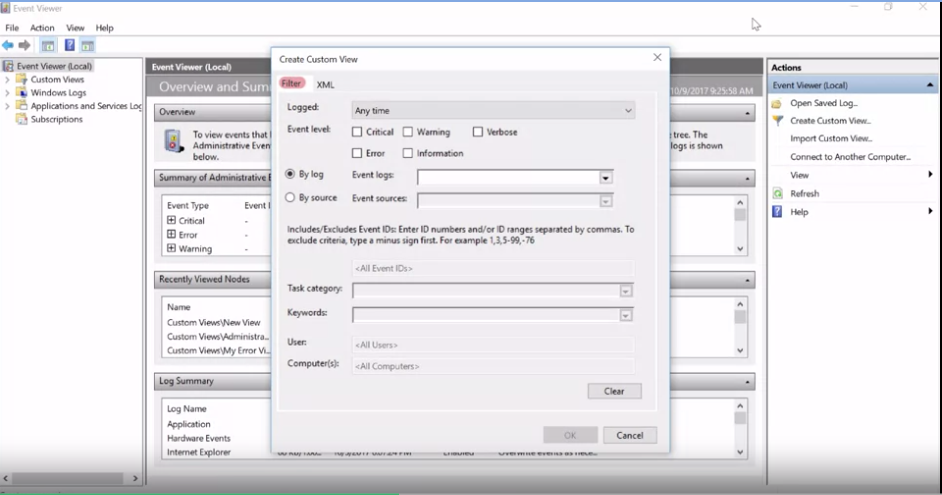 Event Viewer
File Action View Help
Event Viewer (Local)
Custom Views
Windows Logs
Applications and Services Log
Subscriptions
Event Viewer (Local)
Overview and Sum
10/9/2017 9:25:58 AM
Overview
To view events that
Administrative Even
below.
tree. The
logs is shown
Summary of Administrative E
Event Type Event I
Critical -
Error -
Warning -
Recently Viewed Nodes
Name
Custom Views\New View
Custom Views\Administra...
Custom Views\My Error Vi...
Log Summary
Log Name
Application
Hardware Events
Internet Explorer
Enabled
Create Custom View
Filter XML
Logged: Any time
Event level: Critical Warning Verbose
Error Information
By log Event logs:
By source Event sources:
Includes/Excludes Event IDs: Enter ID numbers and/or ID ranges separated by commas. To
exclude criteria, type a minus sign first. For example 1,3,5-99,-76
<All Event IDs>
Task category:
Keywords:
User: <All Users>
Computer(s): <All Computers>
Clear
OK Cancel
Actions
Event Viewer (Local)
Open Saved Log...
Create Custom View...
Import Custom View...
Connect to Another Computer...
View
Refresh
Help